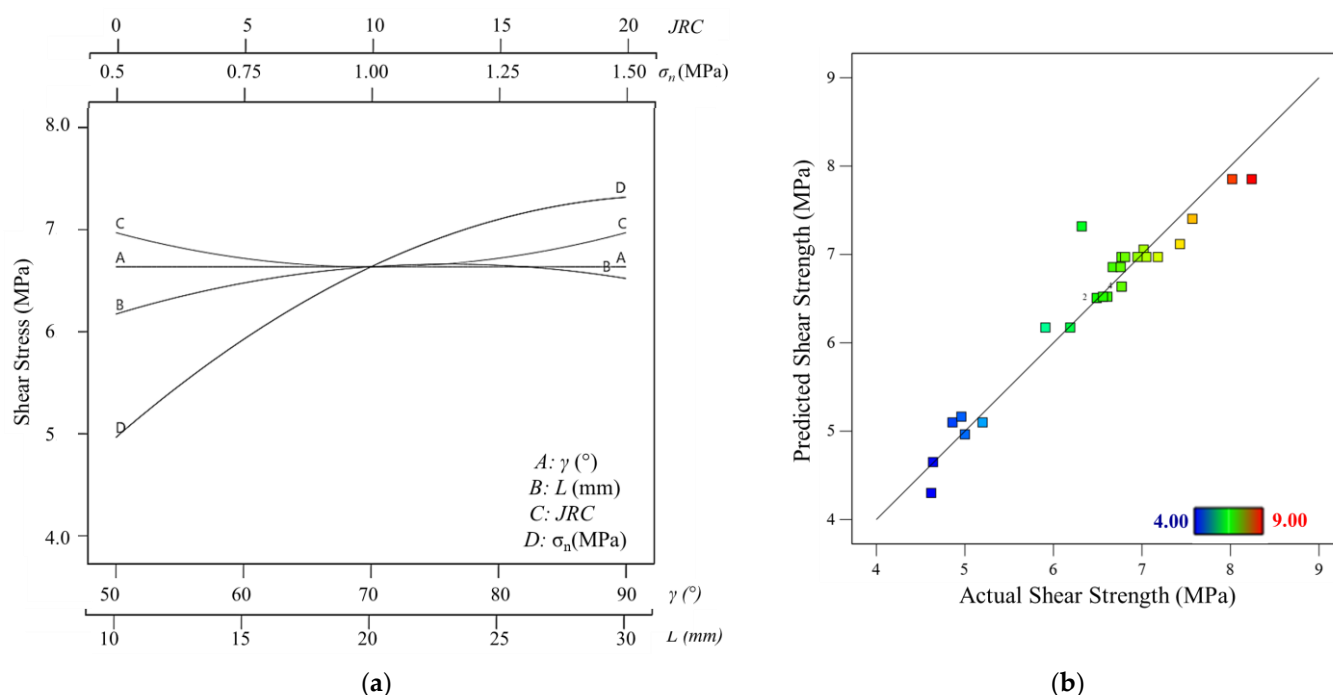 0 5 10 15 20 JRC
0.5 0.75 1.00 1.25 1.50 σn (MPa)
8.0
7
6
5
4.0
Shear Stress (MPa)
C
A
B
D
D
C
A
B
A: γ (°)
B: L (mm)
C: JRC
D: σn(MPa)
50 60 70 80 90 γ (°)
10 15 20 25 30 L (mm)
(a)
9
8
7
6
5
4
Predicted Shear Strength (MPa)
2
4
4.00 9.00
4 5 6 7 8 9
Actual Shear Strength (MPa)
(b)